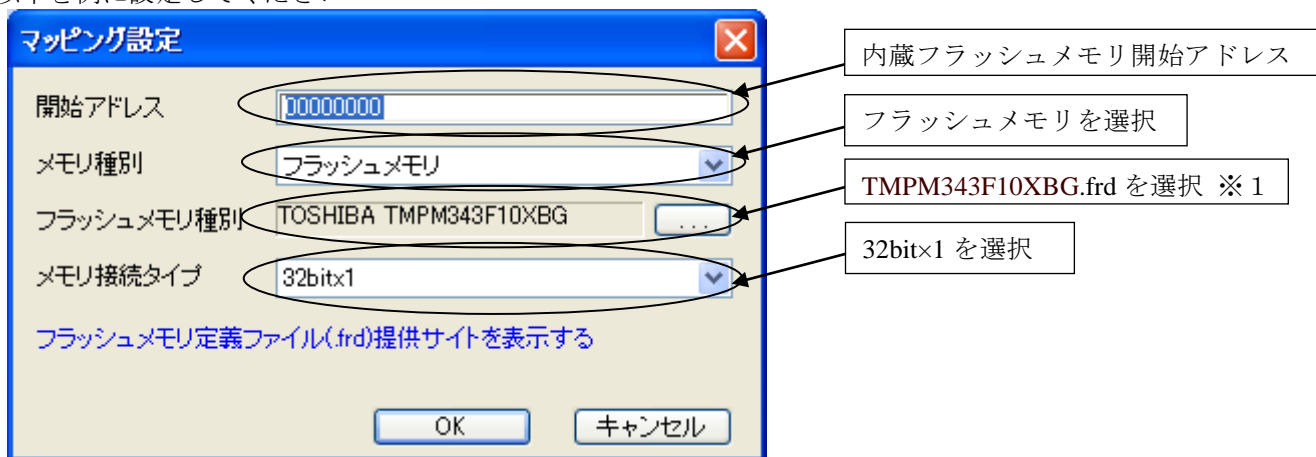 以下を例に設定してください
マッピング設定
内蔵フラッシュメモリ開始アドレス
開始アドレス 00000000
フラッシュメモリを選択
メモリ種別 フラッシュメモリ
TMPM343F10XBG.frd を選択 ※１
フラッシュメモリ種別 TOSHIBA TMPM343F10XBG ...
32bit×1 を選択
メモリ接続タイプ 32bitx1
フラッシュメモリ定義ファイル(.frd)提供サイトを表示する
OK キャンセル